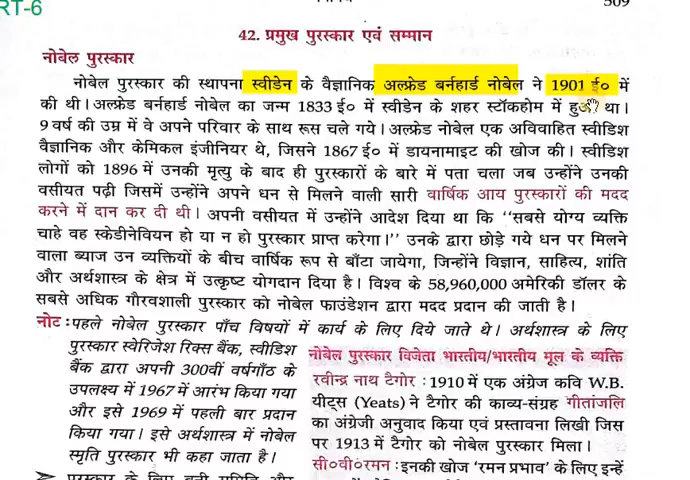 RT-6
509
42. प्रमुख पुरस्कार एवं सम्मान
नोबेल पुरस्कार
नोबेल पुरस्कार की स्थापना स्वीडेन के वैज्ञानिक अल्फ्रेड बर्नहार्ड नोबेल ने 1901 ई० में
की थी। अल्फ्रेड बर्नहार्ड नोबेल का जन्म 1833 ई० में स्वीडेन के शहर स्टॉकहोम में हुआ था।
9 वर्ष की उम्र में वे अपने परिवार के साथ रूस चले गये। अल्फ्रेड नोबेल एक अविवाहित स्वीडिश
वैज्ञानिक और केमिकल इंजीनियर थे, जिसने 1867 ई० में डायनामाइट की खोज की। स्वीडिश
लोगों को 1896 में उनकी मृत्यु के बाद ही पुरस्कारों के बारे में पता चला जब उन्होंने उनकी
वसीयत पढ़ी जिसमें उन्होंने अपने धन से मिलने वाली सारी वार्षिक आय पुरस्कारों की मदद
करने में दान कर दी थी। अपनी वसीयत में उन्होंने आदेश दिया था कि ‘‘सबसे योग्य व्यक्ति
चाहे वह स्केडीनेवियन हो या न हो पुरस्कार प्राप्त करेगा।’’ उनके द्वारा छोड़े गये धन पर मिलने
वाला ब्याज उन व्यक्तियों के बीच वार्षिक रूप से बाँटा जायेगा, जिन्होंने विज्ञान, साहित्य, शांति
और अर्थशास्त्र के क्षेत्र में उत्कृष्ट योगदान दिया है। विश्व के 58,960,000 अमेरिकी डॉलर के
सबसे अधिक गौरवशाली पुरस्कार को नोबेल फाउंडेशन द्वारा मदद प्रदान की जाती है।
नोट : पहले नोबेल पुरस्कार पाँच विषयों में कार्य के लिए दिये जाते थे। अर्थशास्त्र के लिए
पुरस्कार स्वेरिजेश रिक्स बैंक, स्वीडिश
बैंक द्वारा अपनी 300वीं वर्षगाँठ के
उपलक्ष्य में 1967 में आरंभ किया गया
और इसे 1969 में पहली बार प्रदान
किया गया। इसे अर्थशास्त्र में नोबेल
स्मृति पुरस्कार भी कहा जाता है।
➤ पुरस्कार के लिए बनी समिति और
नोबेल पुरस्कार विजेता भारतीय/भारतीय मूल के व्यक्ति
रवीन्द्र नाथ टैगोर : 1910 में एक अंग्रेज कवि W.B.
यीट्स (Yeats) ने टैगोर की काव्य-संग्रह गीतांजलि
का अंग्रेजी अनुवाद किया एवं प्रस्तावना लिखी जिस
पर 1913 में टैगोर को नोबेल पुरस्कार मिला।
सी०वी०रमन : इनकी खोज ‘रमन प्रभाव’ के लिए इन्हें